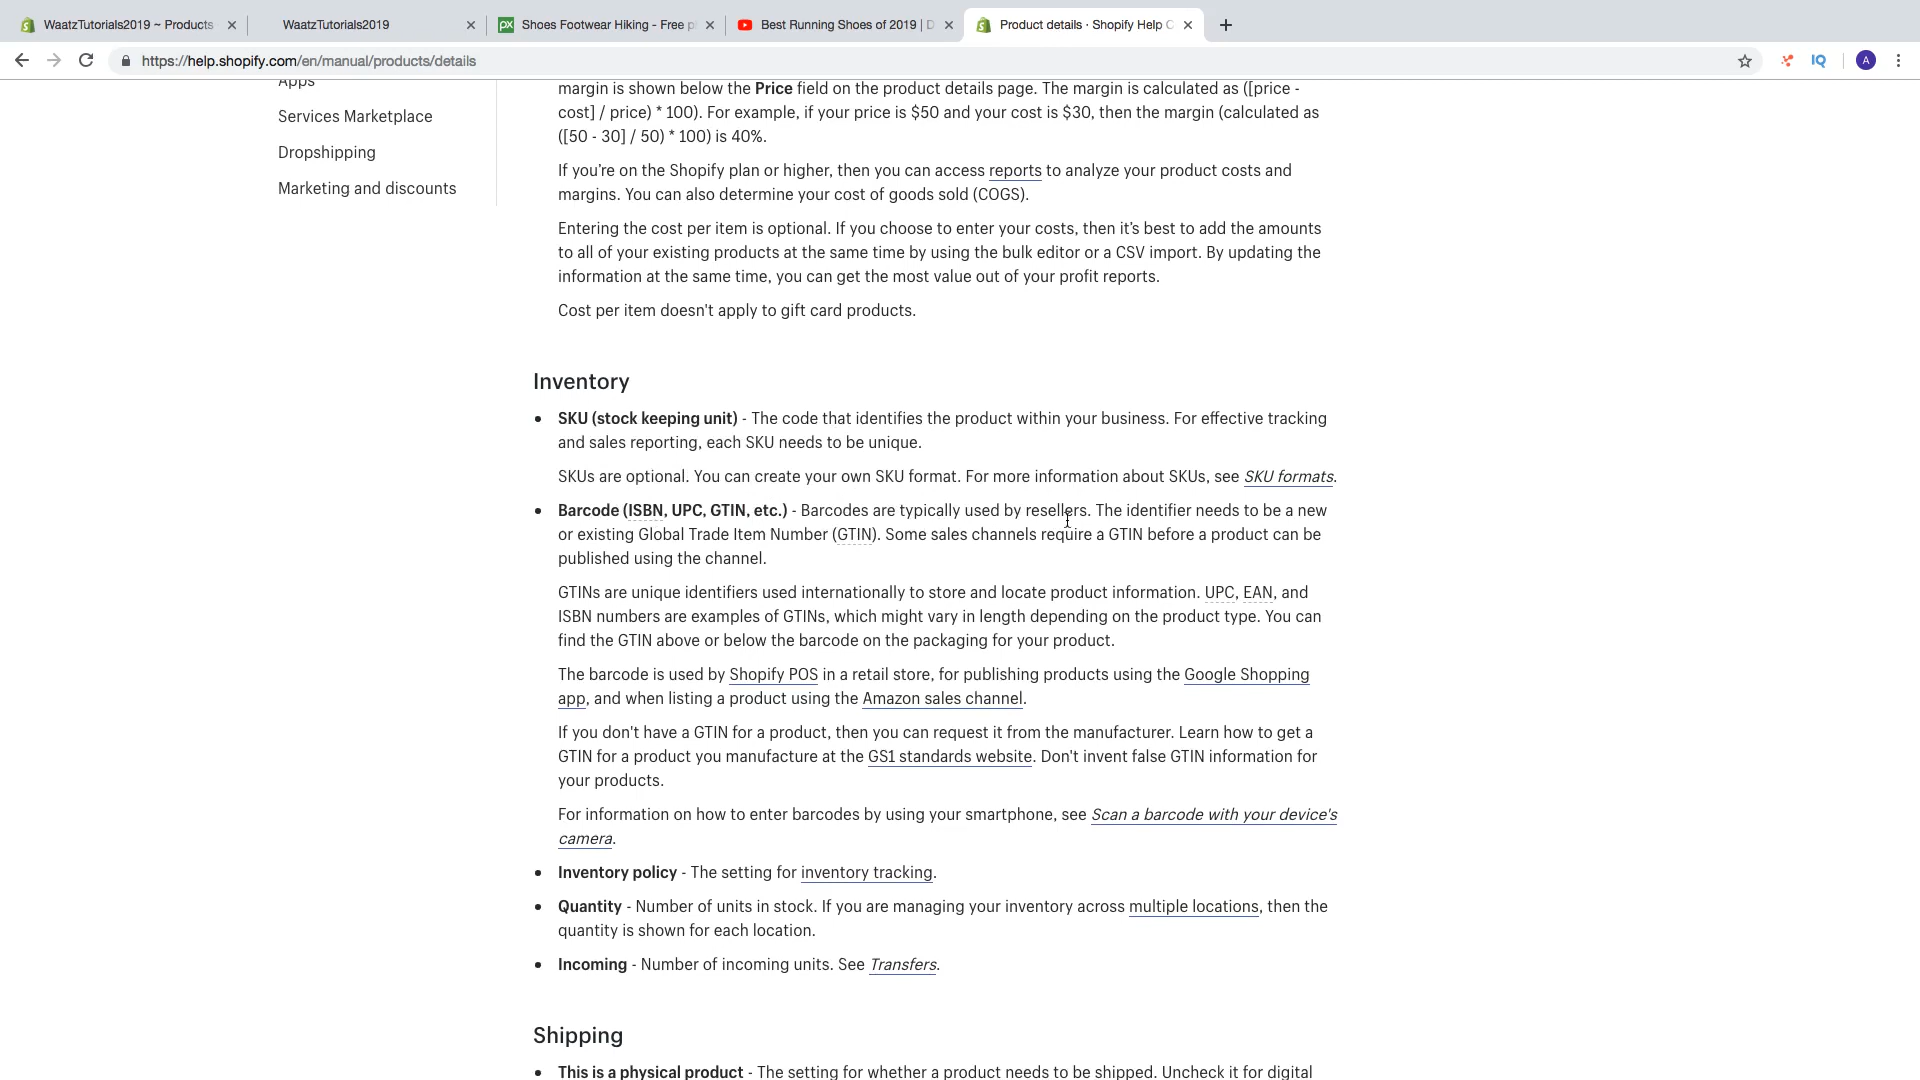 WaatzTutorials2019 ~ Products
WaatzTutorials2019
Shoes Footwear Hiking - Free p
Best Running Shoes of 2019 | D
Product details · Shopify Help C
https://help.shopify.com/en/manual/products/details
IQ
A
Apps
Services Marketplace
Dropshipping
Marketing and discounts
margin is shown below the Price field on the product details page. The margin is calculated as ([price -
cost] / price) * 100). For example, if your price is $50 and your cost is $30, then the margin (calculated as
([50 - 30] / 50) * 100) is 40%.
If you're on the Shopify plan or higher, then you can access reports to analyze your product costs and
margins. You can also determine your cost of goods sold (COGS).
Entering the cost per item is optional. If you choose to enter your costs, then it's best to add the amounts
to all of your existing products at the same time by using the bulk editor or a CSV import. By updating the
information at the same time, you can get the most value out of your profit reports.
Cost per item doesn't apply to gift card products.
Inventory
• SKU (stock keeping unit) - The code that identifies the product within your business. For effective tracking
and sales reporting, each SKU needs to be unique.
SKUs are optional. You can create your own SKU format. For more information about SKUs, see SKU formats.
• Barcode (ISBN, UPC, GTIN, etc.) - Barcodes are typically used by resellers. The identifier needs to be a new
or existing Global Trade Item Number (GTIN). Some sales channels require a GTIN before a product can be
published using the channel.
GTINs are unique identifiers used internationally to store and locate product information. UPC, EAN, and
ISBN numbers are examples of GTINs, which might vary in length depending on the product type. You can
find the GTIN above or below the barcode on the packaging for your product.
The barcode is used by Shopify POS in a retail store, for publishing products using the Google Shopping
app, and when listing a product using the Amazon sales channel.
If you don't have a GTIN for a product, then you can request it from the manufacturer. Learn how to get a
GTIN for a product you manufacture at the GS1 standards website. Don't invent false GTIN information for
your products.
For information on how to enter barcodes by using your smartphone, see Scan a barcode with your device's
camera.
• Inventory policy - The setting for inventory tracking.
• Quantity - Number of units in stock. If you are managing your inventory across multiple locations, then the
quantity is shown for each location.
• Incoming - Number of incoming units. See Transfers.
Shipping
• This is a physical product - The setting for whether a product needs to be shipped. Uncheck it for digital